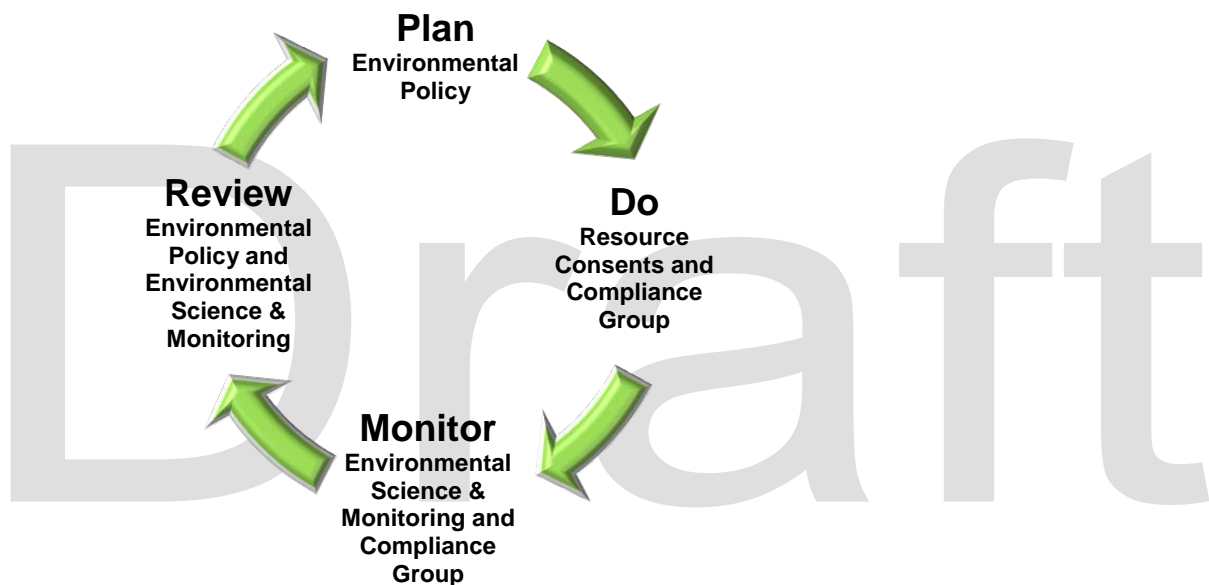 Plan
Environmental
Policy
Do
Resource
Consents and
Compliance
Group
Monitor
Environmental
Science &
Monitoring and
Compliance
Group
Review
Environmental
Policy and
Environmental
Science &
Monitoring
Draft